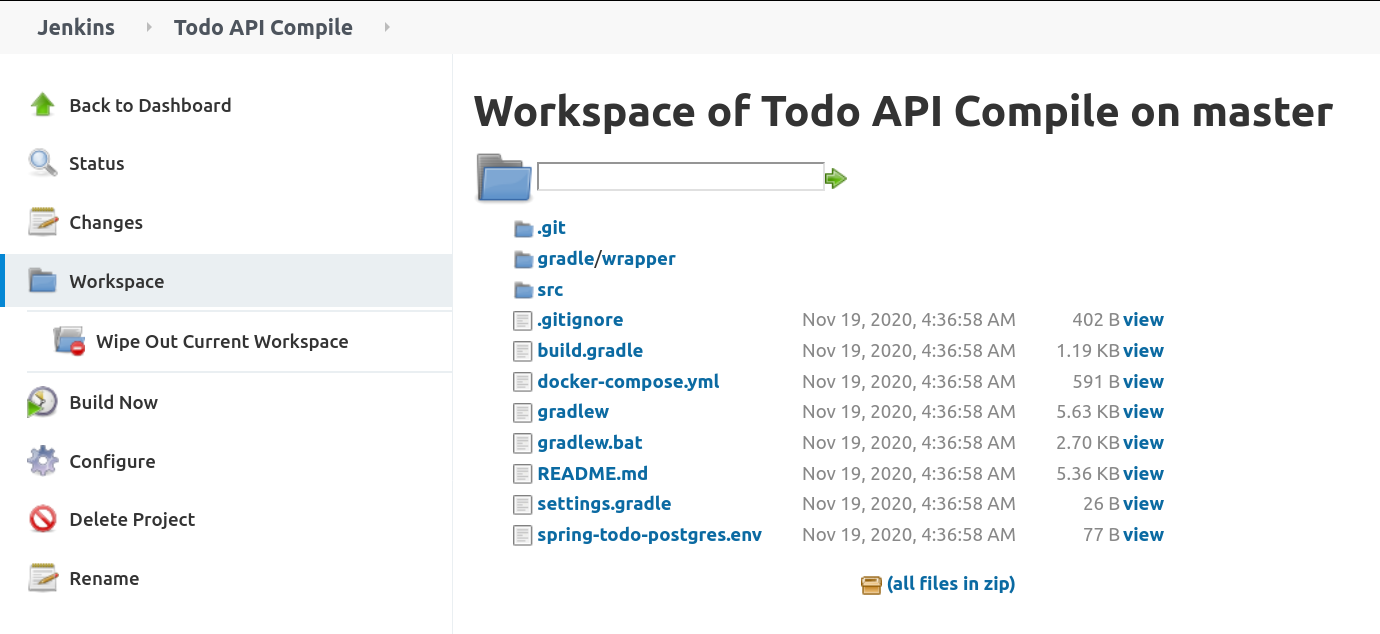 Jenkins Todo API Compile
Back to Dashboard
Status
Changes
Workspace
Wipe Out Current Workspace
Build Now
Configure
Delete Project
Rename
Workspace of Todo API Compile on master
.git
gradle/wrapper
src
.gitignore Nov 19, 2020, 4:36:58 AM 402 B view
build.gradle Nov 19, 2020, 4:36:58 AM 1.19 KB view
docker-compose.yml Nov 19, 2020, 4:36:58 AM 591 B view
gradlew Nov 19, 2020, 4:36:58 AM 5.63 KB view
gradlew.bat Nov 19, 2020, 4:36:58 AM 2.70 KB view
README.md Nov 19, 2020, 4:36:58 AM 5.36 KB view
settings.gradle Nov 19, 2020, 4:36:58 AM 26 B view
spring-todo-postgres.env Nov 19, 2020, 4:36:58 AM 77 B view
(all files in zip)